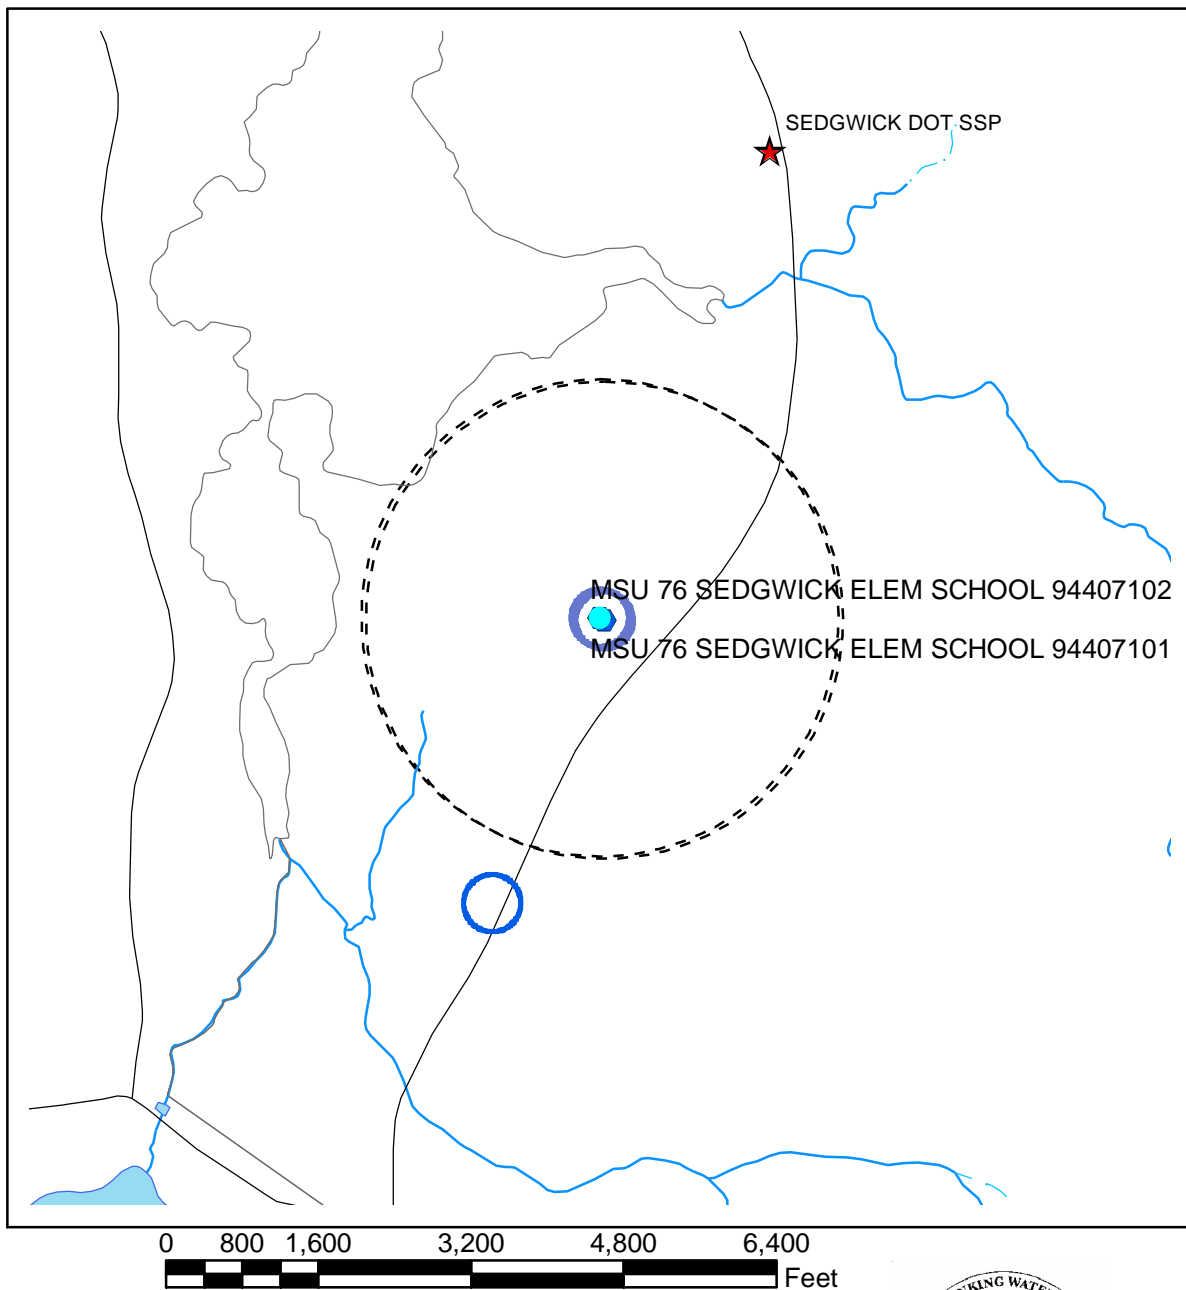 SEDGWICK DOT SSP
MSU 76 SEDGWICK ELEM SCHOOL 94407102
MSU 76 SEDGWICK ELEM SCHOOL 94407101
0 800 1,600 3,200 4,800 6,400
Feet